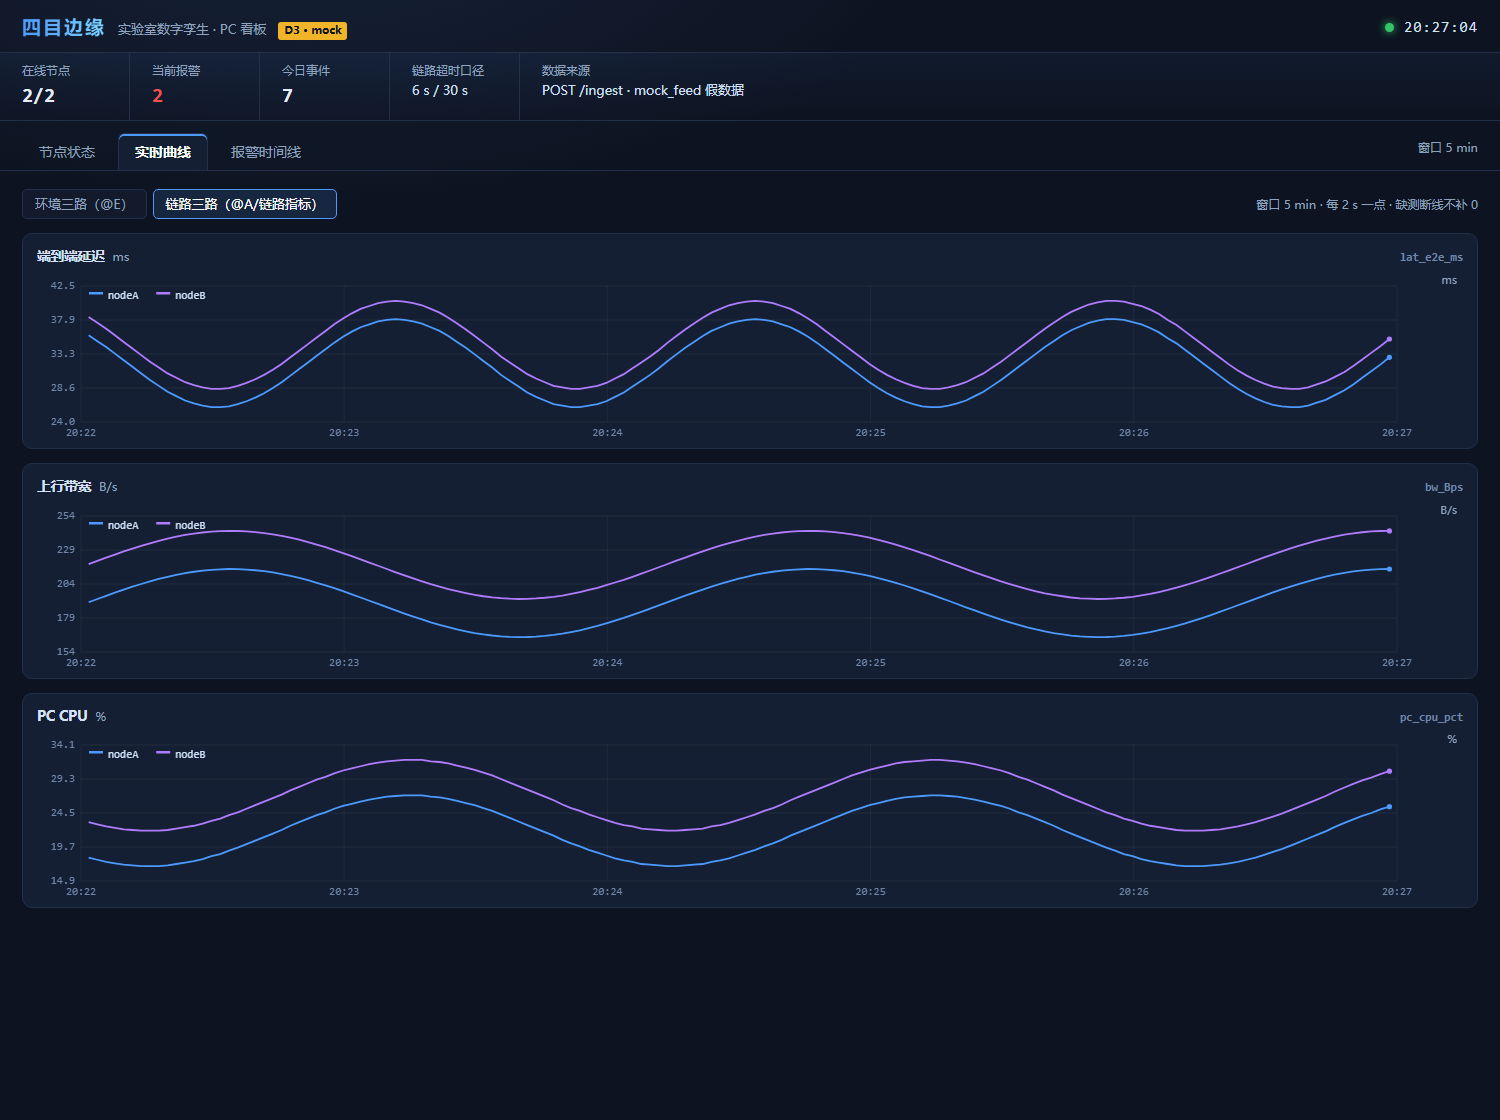 四目边缘 实验室数字孪生 · PC 看板 D3 • mock 20:27:04
在线节点 当前报警 今日事件 链路超时口径 数据来源
2/2 2 7 6 s / 30 s POST /ingest · mock_feed 假数据
节点状态 实时曲线 报警时间线 窗口 5 min
环境三路（@E） 链路三路（@A/链路指标） 窗口 5 min · 每 2 s 一点 · 缺测断线不补 0
端到端延迟 ms lat_e2e_ms
ms
42.5 nodeA nodeB
37.9
33.3
28.6
24.0
20:22 20:23 20:24 20:25 20:26 20:27
上行带宽 B/s bw_Bps
B/s
254 nodeA nodeB
229
204
179
154
20:22 20:23 20:24 20:25 20:26 20:27
PC CPU % pc_cpu_pct
%
34.1 nodeA nodeB
29.3
24.5
19.7
14.9
20:22 20:23 20:24 20:25 20:26 20:27